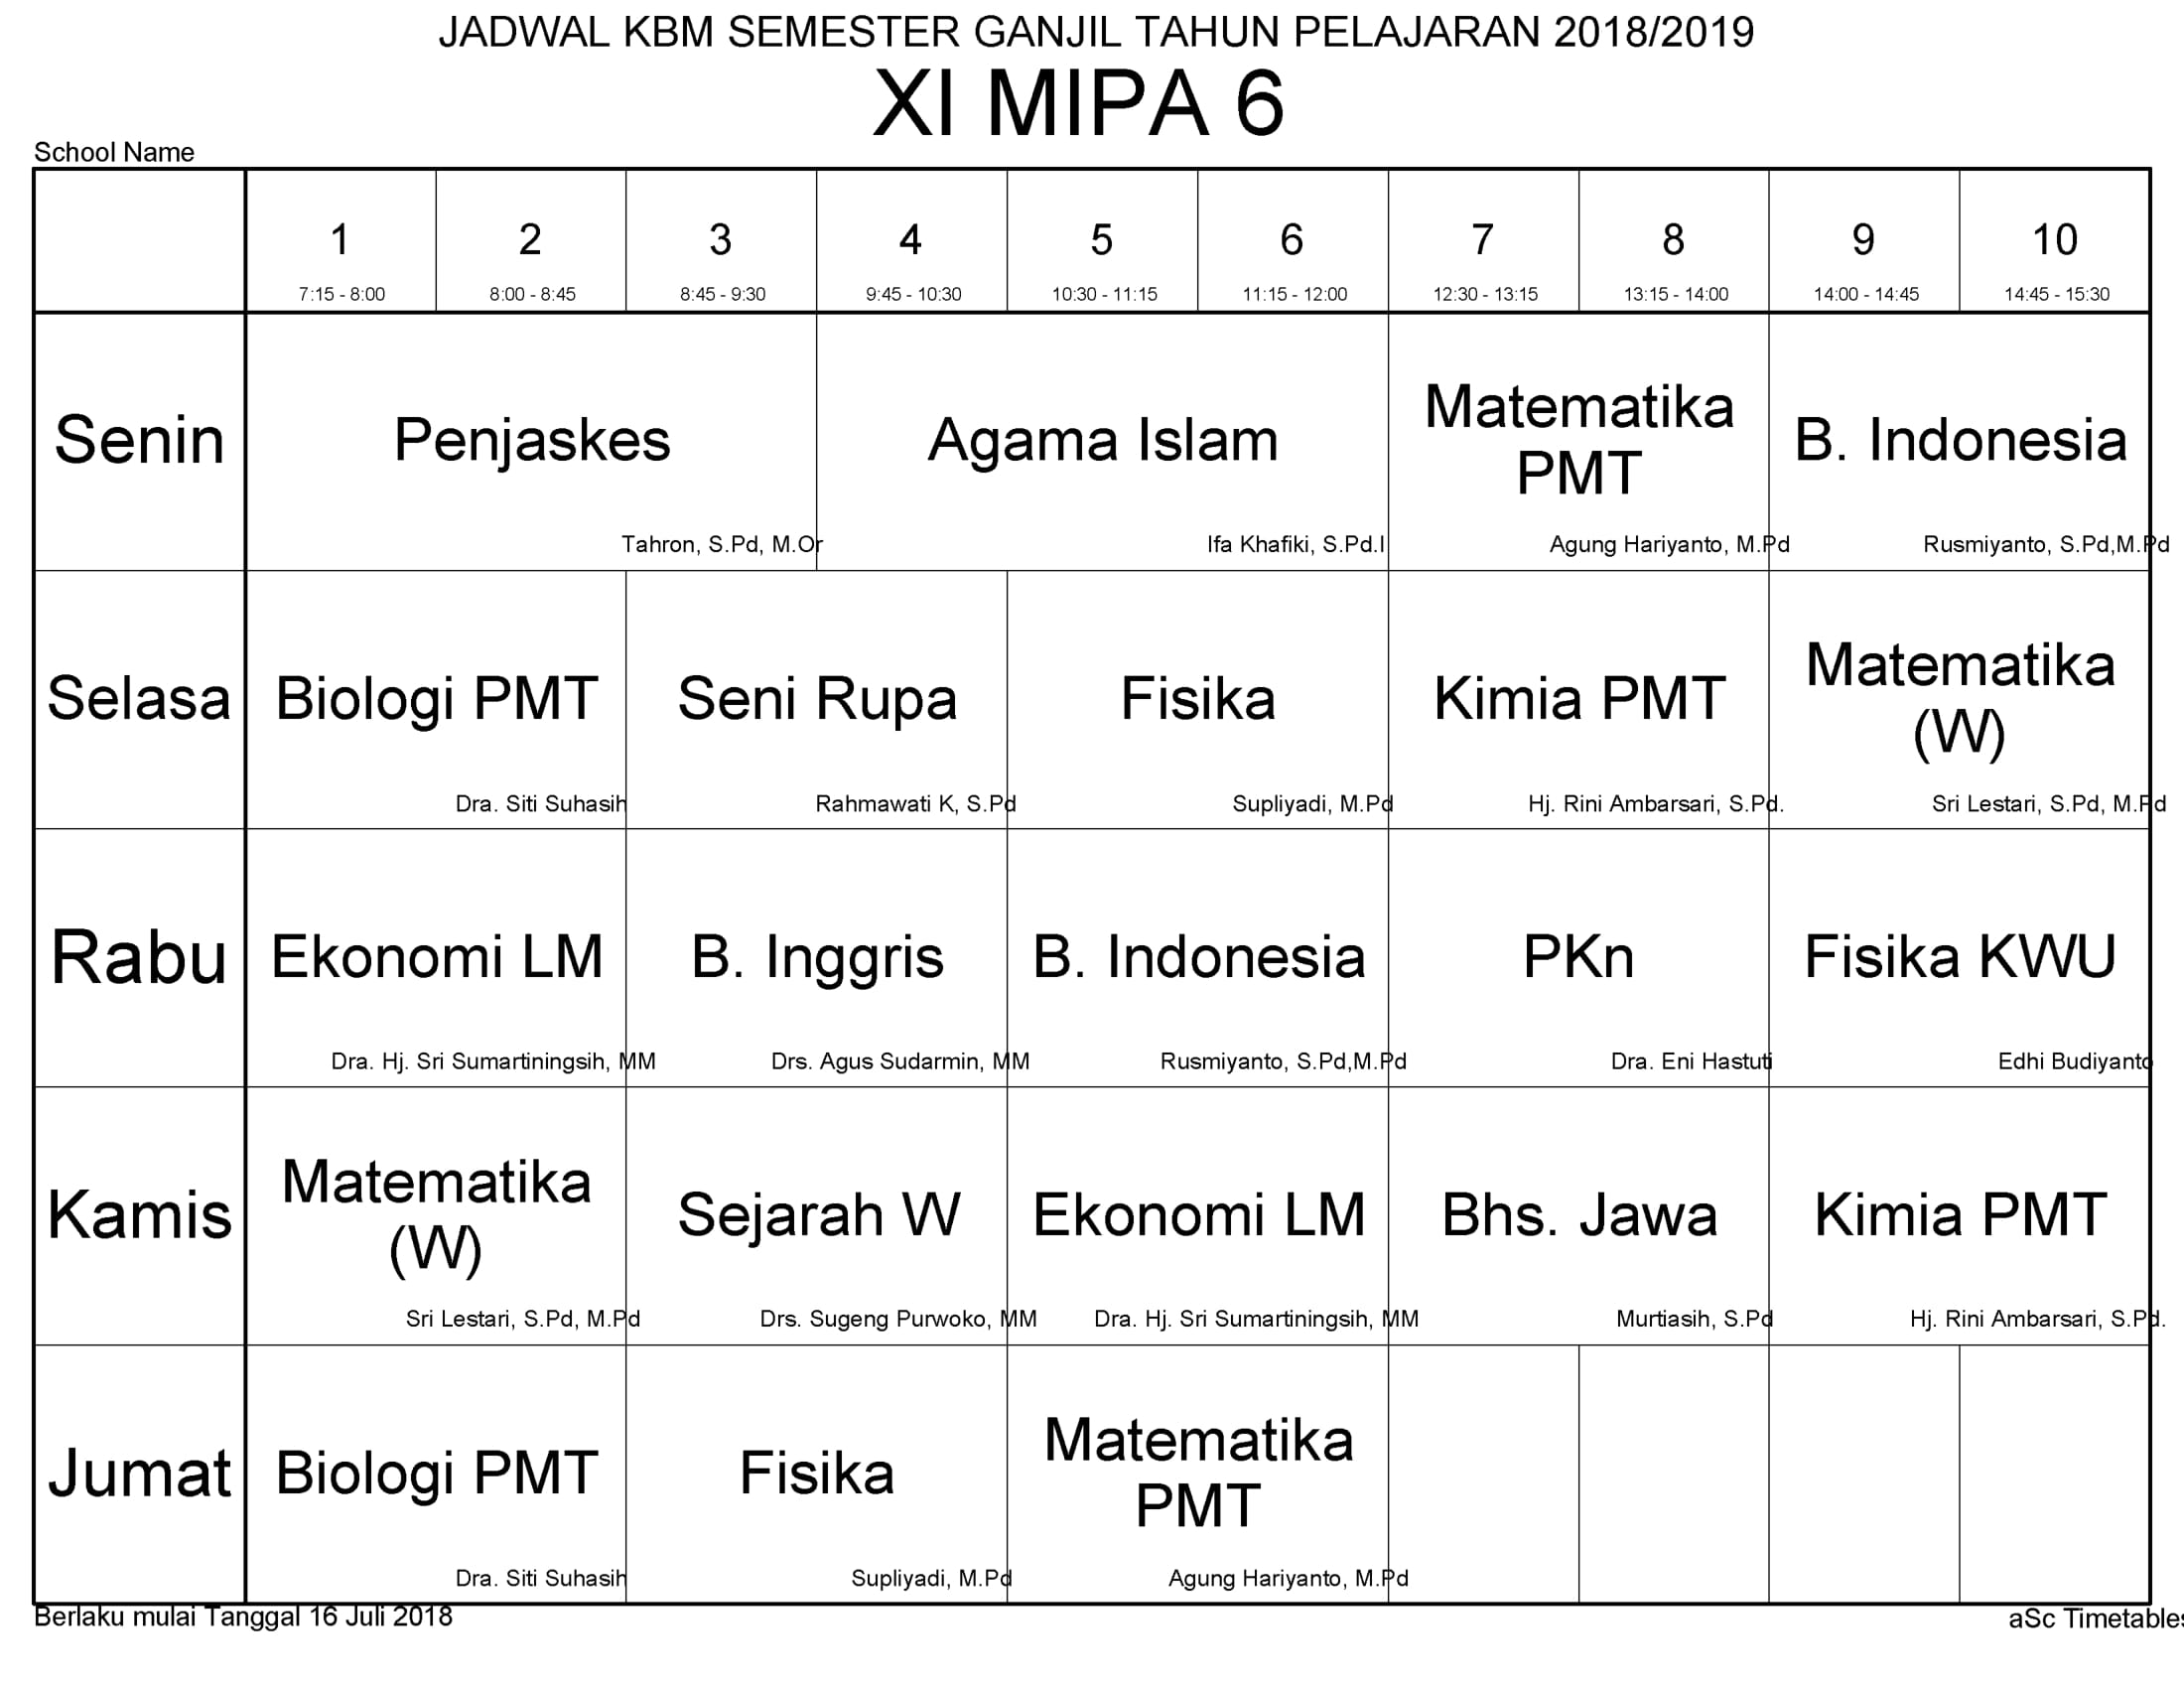 JADWAL KBM SEMESTER GANJIL TAHUN PELAJARAN 2018/2019
XI MIPA 6
School Name
1 2 3 4 5 6 7 8 9 10
7:15 - 8:00 8:00 - 8:45 8:45 - 9:30 9:45 - 10:30 10:30 - 11:15 11:15 - 12:00 12:30 - 13:15 13:15 - 14:00 14:00 - 14:45 14:45 - 15:30
Senin
Penjaskes
Tahron, S.Pd, M.Or
Agama Islam
Ifa Khafiki, S.Pd.I
Matematika
PMT
Agung Hariyanto, M.Pd
B. Indonesia
Rusmiyanto, S.Pd,M.Pd
Selasa
Biologi PMT
Dra. Siti Suhasih
Seni Rupa
Rahmawati K, S.Pd
Fisika
Supliyadi, M.Pd
Kimia PMT
Hj. Rini Ambarsari, S.Pd.
Matematika
(W)
Sri Lestari, S.Pd, M.Pd
Rabu
Ekonomi LM
Dra. Hj. Sri Sumartiningsih, MM
B. Inggris
Drs. Agus Sudarmin, MM
B. Indonesia
Rusmiyanto, S.Pd,M.Pd
PKn
Dra. Eni Hastuti
Fisika KWU
Edhi Budiyanto
Kamis
Matematika
(W)
Sri Lestari, S.Pd, M.Pd
Sejarah W
Drs. Sugeng Purwoko, MM
Ekonomi LM
Dra. Hj. Sri Sumartiningsih, MM
Bhs. Jawa
Murtiasih, S.Pd
Kimia PMT
Hj. Rini Ambarsari, S.Pd.
Jumat
Biologi PMT
Dra. Siti Suhasih
Fisika
Supliyadi, M.Pd
Matematika
PMT
Agung Hariyanto, M.Pd
Berlaku mulai Tanggal 16 Juli 2018
aSc Timetables